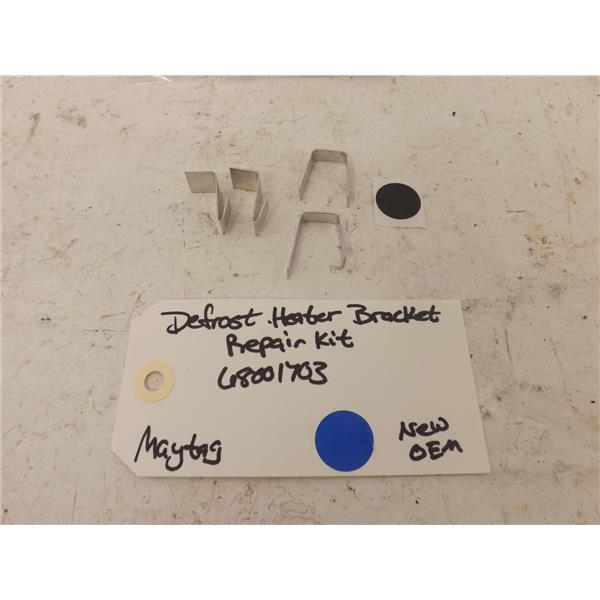 Defrost Heater Bracket
Repair Kit
68001703
Maytag
New
OEM